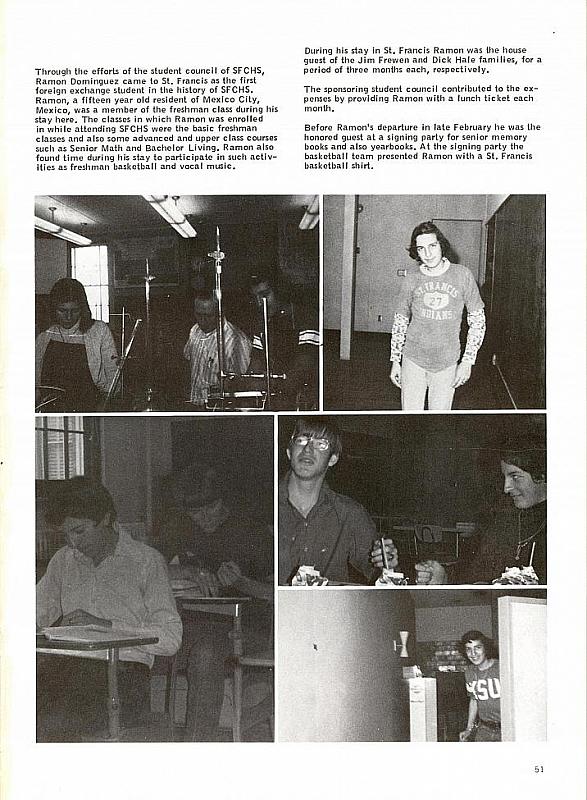 Through the efforts of the student council of SFCHS,
Ramon Dominguez came to St. Francis as the first
foreign exchange student in the history of SFCHS.
Ramon, a fifteen year old resident of Mexico City,
Mexico, was a member of the freshman class during his
stay here. The classes in which Ramon was enrolled
in while attending SFCHS were the basic freshman
classes and also some advanced and upper class courses
such as Senior Math and Bachelor Living. Ramon also
found time during his stay to participate in such activ-
ities as freshman basketball and vocal music.
During his stay in St. Francis Ramon was the house
guest of the Jim Frewen and Dick Hale families, for a
period of three months each, respectively.
The sponsoring student council contributed to the ex-
penses by providing Ramon with a lunch ticket each
month.
Before Ramon's departure in late February he was the
honored guest at a signing party for senior memory
books and also yearbooks. At the signing party the
basketball team presented Ramon with a St. Francis
basketball shirt.
ST. FRANCIS
27
INDIANS
KSU
51